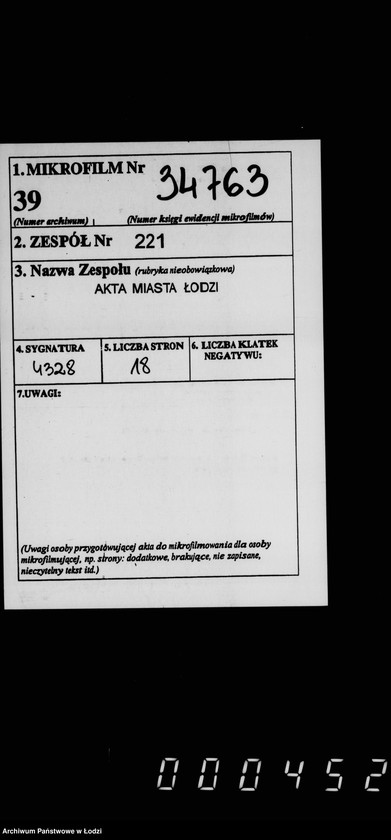 1. MIKROFILM Nr 34763
39
(Numer archiwum) (Numer księgi ewidencji mikrofilmów)
2. ZESPÓŁ Nr 221
3. Nazwa Zespołu (rubryka nieobowiązkowa)
AKTA MIASTA ŁODZI
4. SYGNATURA 5. LICZBA STRON 6. LICZBA KLATEK
NEGATYWU:
4328 18
7. UWAGI:
(Uwagi osoby przygotowującej akta do mikrofilmowania dla osoby
mikrofilmującej, np. strony: dodatkowe, brakujące, nie zapisane,
nieczytelny tekst itd.)
000452
Archiwum Państwowe w Łodzi